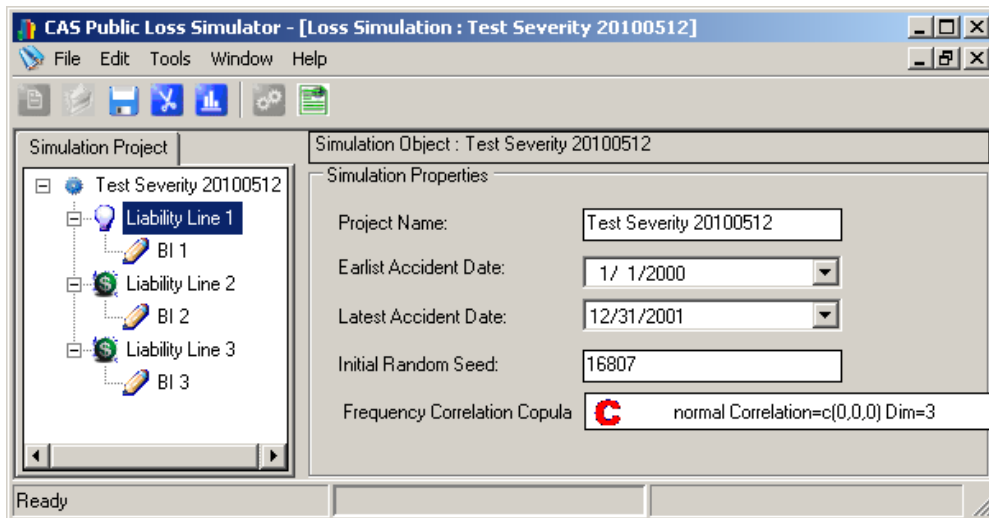 CAS Public Loss Simulator - [Loss Simulation : Test Severity 20100512]
File Edit Tools Window Help
Simulation Project
Test Severity 20100512
Liability Line 1
BI 1
Liability Line 2
BI 2
Liability Line 3
BI 3
Simulation Object : Test Severity 20100512
Simulation Properties
Project Name: Test Severity 20100512
Earlist Accident Date: 1/ 1/2000
Latest Accident Date: 12/31/2001
Initial Random Seed: 16807
Frequency Correlation Copula C normal Correlation=c(0,0,0) Dim=3
Ready